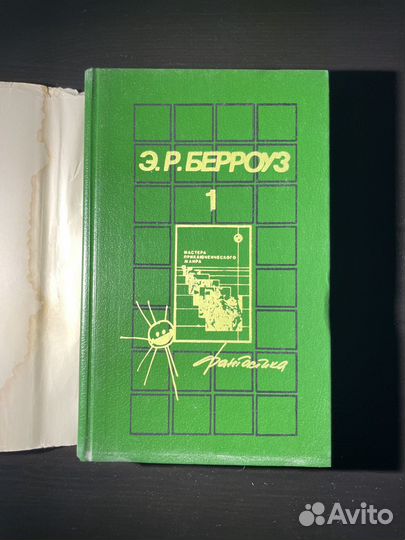 Э. Р. БЕРРОУЗ
1
МАСТЕРА
ПРИКЛЮЧЕНЧЕСКОГО
ЖАНРА
фантастика
Avito